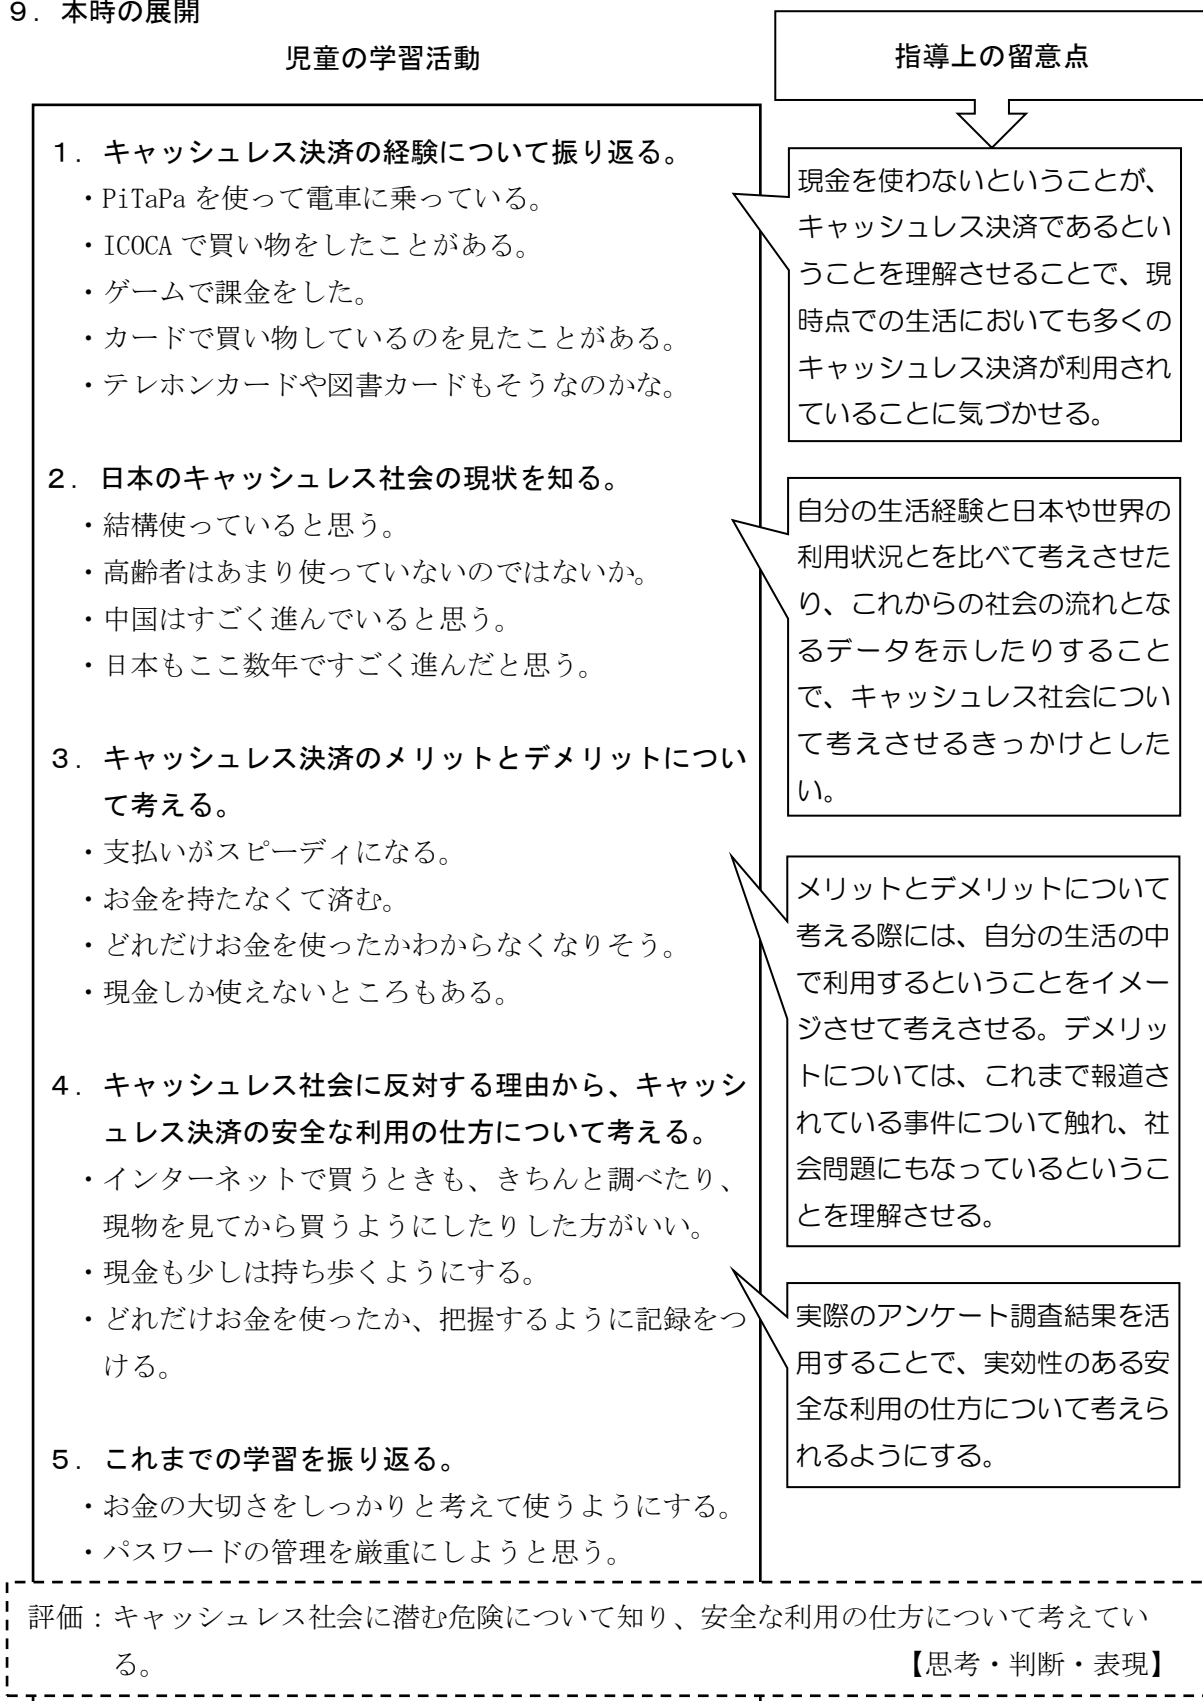 ９．本時の展開
児童の学習活動
指導上の留意点
１．キャッシュレス決済の経験について振り返る。
・PiTaPa を使って電車に乗っている。
・ICOCA で買い物をしたことがある。
・ゲームで課金をした。
・カードで買い物しているのを見たことがある。
・テレホンカードや図書カードもそうなのかな。
現金を使わないということが、
キャッシュレス決済であるとい
うことを理解させることで、現
時点での生活においても多くの
キャッシュレス決済が利用され
ていることに気づかせる。
２．日本のキャッシュレス社会の現状を知る。
・結構使っていると思う。
・高齢者はあまり使っていないのではないか。
・中国はすごく進んでいると思う。
・日本もここ数年ですごく進んだと思う。
自分の生活経験と日本や世界の
利用状況とを比べて考えさせた
り、これからの社会の流れとな
るデータを示したりすること
で、キャッシュレス社会につい
て考えさせるきっかけとした
い。
３．キャッシュレス決済のメリットとデメリットについ
て考える。
・支払いがスピーディになる。
・お金を持たなくて済む。
・どれだけお金を使ったかわからなくなりそう。
・現金しか使えないところもある。
メリットとデメリットについて
考える際には、自分の生活の中
で利用するということをイメー
ジさせて考えさせる。デメリッ
トについては、これまで報道さ
れている事件について触れ、社
会問題にもなっているというこ
とを理解させる。
４．キャッシュレス社会に反対する理由から、キャッシ
ュレス決済の安全な利用の仕方について考える。
・インターネットで買うときも、きちんと調べたり、
現物を見てから買うようにしたりした方がいい。
・現金も少しは持ち歩くようにする。
・どれだけお金を使ったか、把握するように記録をつ
ける。
実際のアンケート調査結果を活
用することで、実効性のある安
全な利用の仕方について考えら
れるようにする。
５．これまでの学習を振り返る。
・お金の大切さをしっかりと考えて使うようにする。
・パスワードの管理を厳重にしようと思う。
評価：キャッシュレス社会に潜む危険について知り、安全な利用の仕方について考えてい
る。【思考・判断・表現】